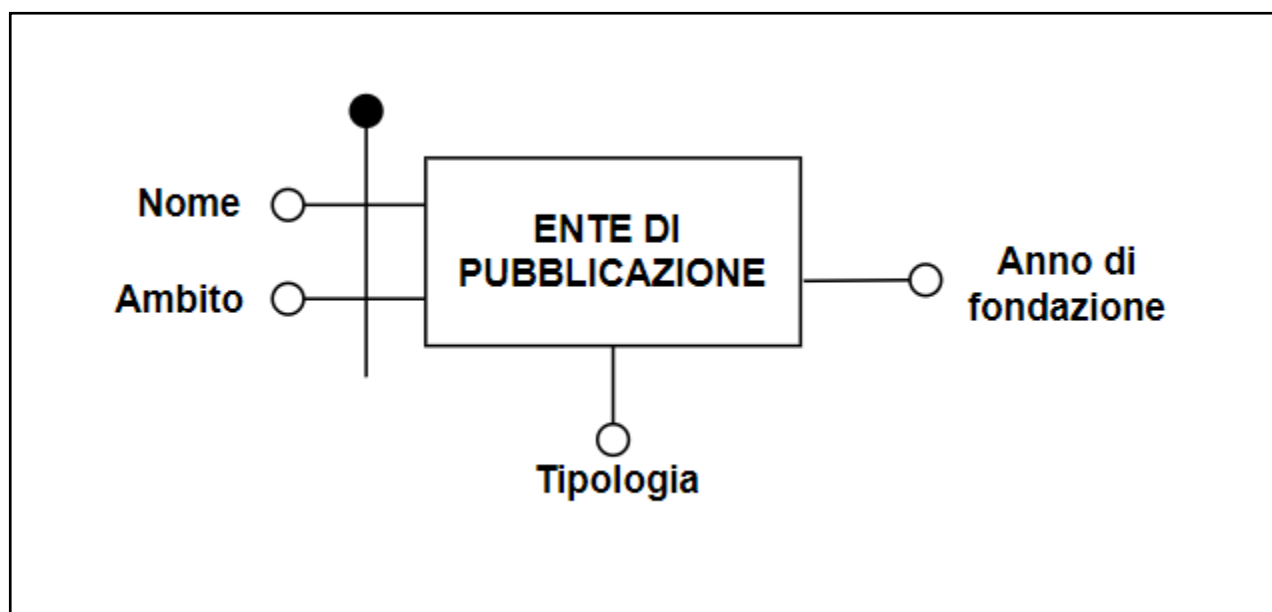 Nome
Ambito
ENTE DI
PUBBLICAZIONE
Anno di
fondazione
Tipologia